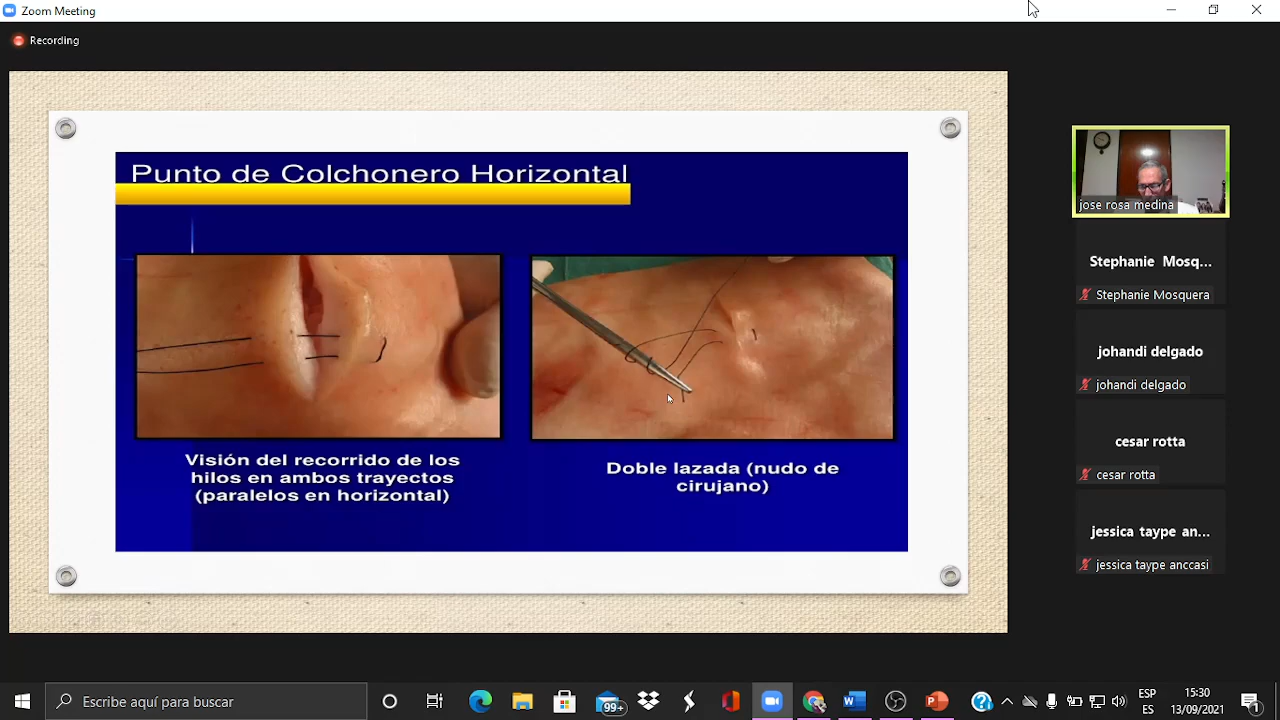 Zoom Meeting
Recording
Punto de Colchonero Horizontal
Visión del recorrido de los
hilos en ambos trayectos
(paralelos en horizontal)
Doble lazada (nudo de
cirujano)
jose rosa medina
Stephanie Mosq...
Stephanie Mosquera
johandi delgado
johandi delgado
cesar rotta
cesar rotta
jessica taype an...
jessica taype anccasi
Escribe aquí para buscar
99+
ESP
ES
15:30
13/09/2021
1